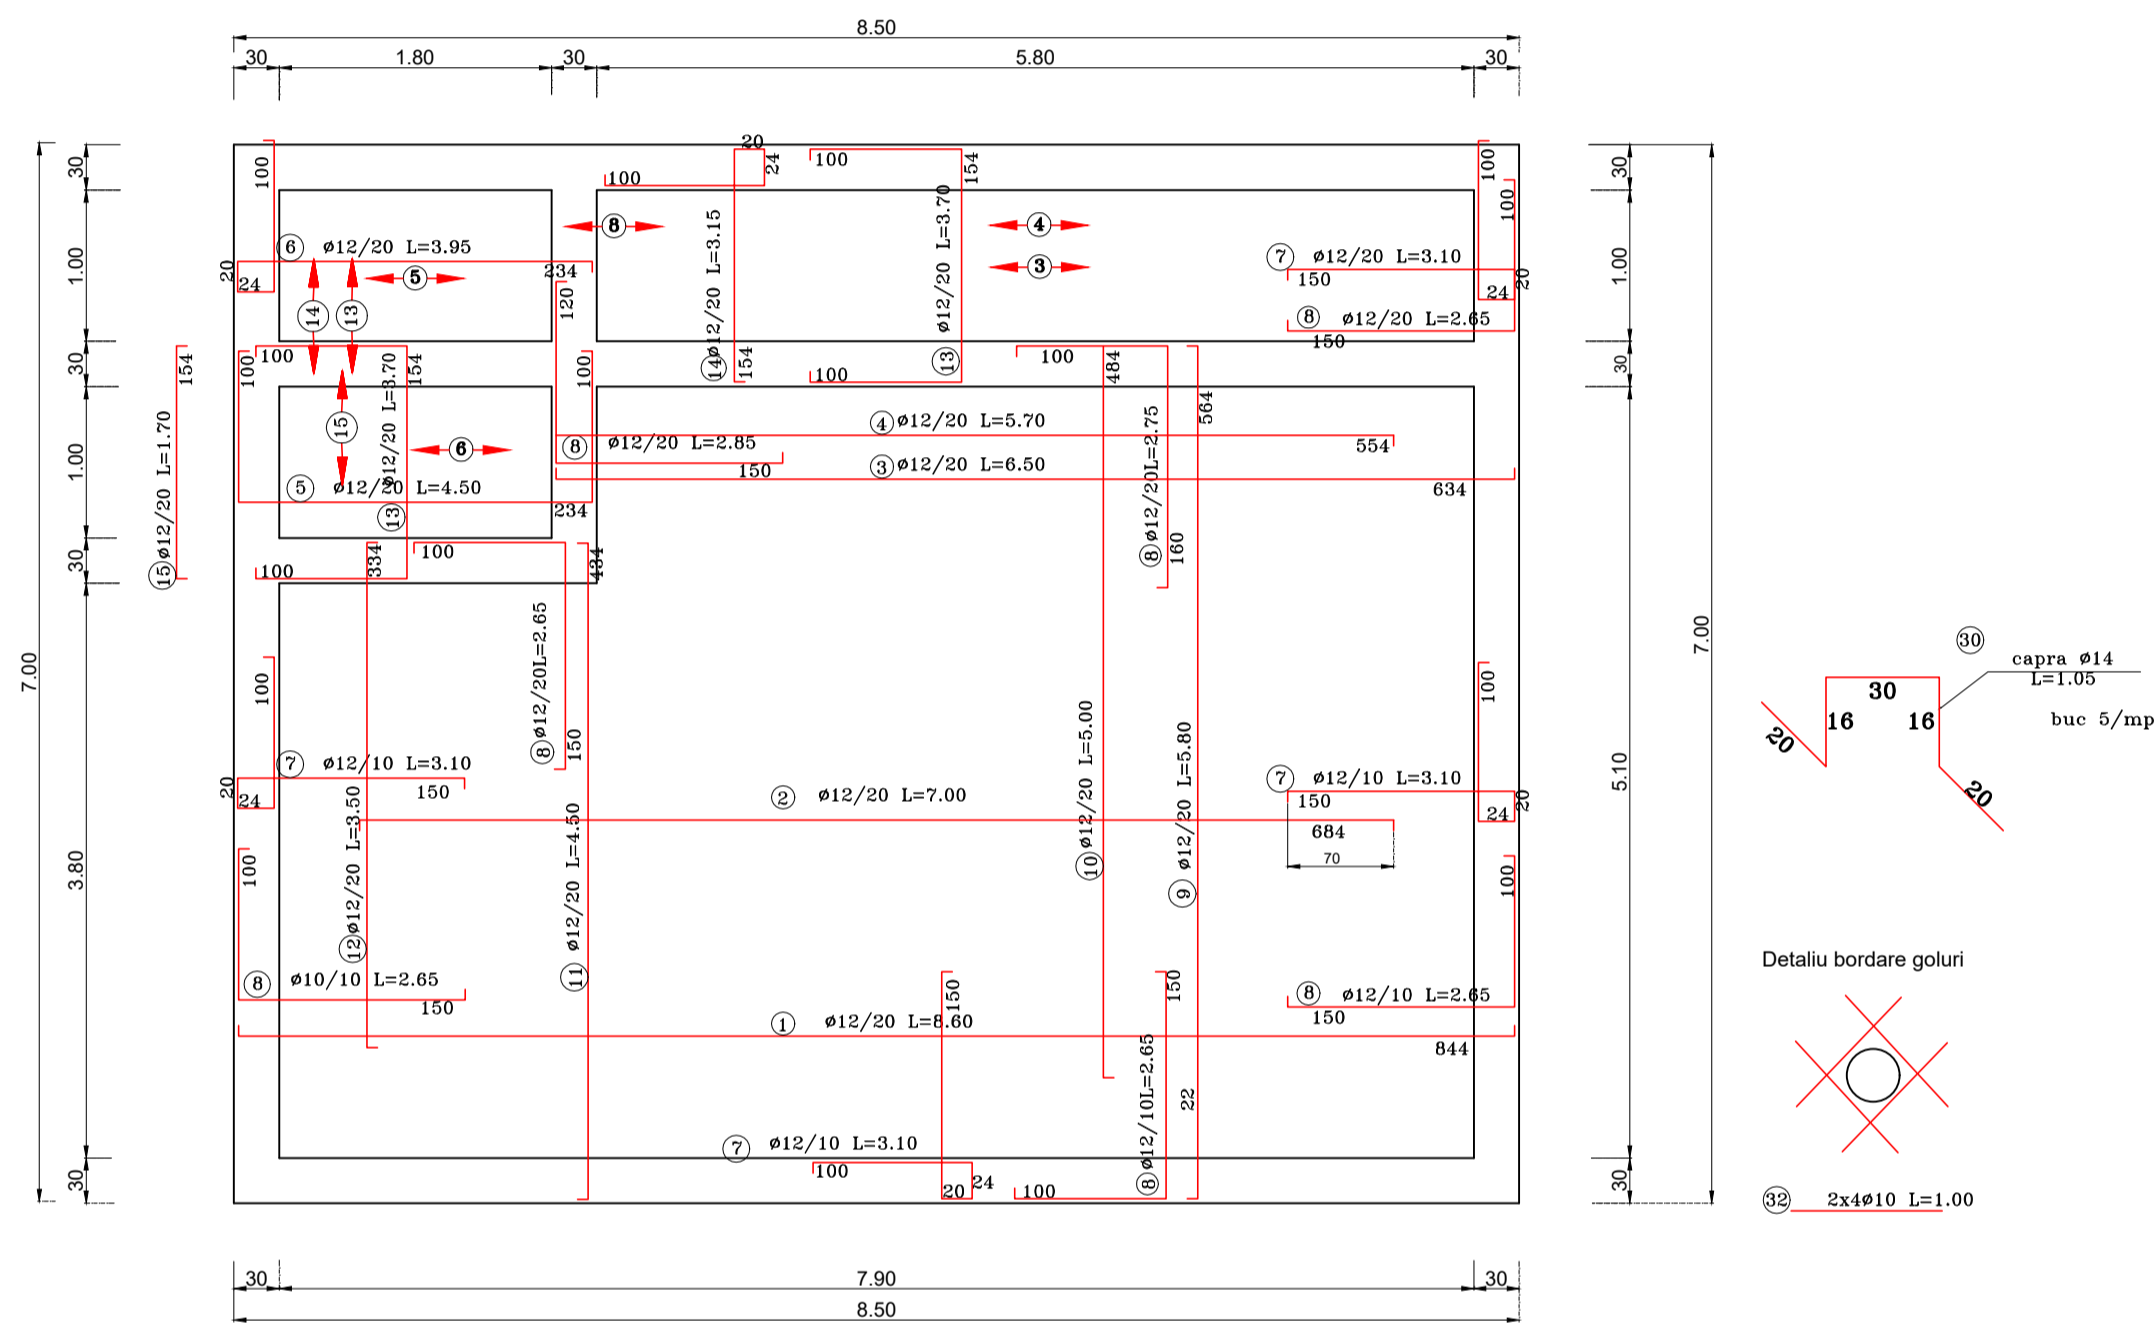 8.50
30 1.80 30 5.80 30
20
100 24 100 154 100
100 100
30 30
8 4
⑥ ø12/20 L=3.95
⑦ ø12/20 L=3.10
5 3
20 24 234 150 24 20
1.00 1.00
14 13
120
⑧ ø12/20 L=2.65
150
⑭ ø12/20 L=3.15
154
⑬ ø12/20 L=3.70
100
30 30
154 100 100 154 100 100 484
⑮ ø12/20 L=1.70
⑬ ø12/20 L=3.70
15
④ ø12/20 L=5.70
564
554
⑧ ø12/20 L=2.85
150
6
③ ø12/20 L=6.50
634
⑤ ø12/20 L=4.50
234
1.00
⑧ ø12/20L=2.75
160
30
100 334 100 434
7.00 7.00
⑧ ø12/20L=2.65
150
100 100
⑦ ø12/10 L=3.10
20 24 150
⑦ ø12/10 L=3.10
150 24 20
5.10
② ø12/20 L=7.00
684
70
3.80
⑫ ø12/20 L=3.50
⑪ ø12/20 L=4.50
⑩ ø12/20 L=5.00
⑨ ø12/20 L=5.80
22
100 100
⑧ ø10/10 L=2.65
150
⑧ ø12/10 L=2.65
150
150 150
① ø12/20 L=8.60
844
⑧ ø12/10L=2.65
⑦ ø12/10 L=3.10
100 24
20 100
30 30
30 7.90 30
8.50
30
capra ø14
L=1.05
buc 5/mp
30
16 16
20 20
Detaliu bordare goluri
32 2x4ø10 L=1.00